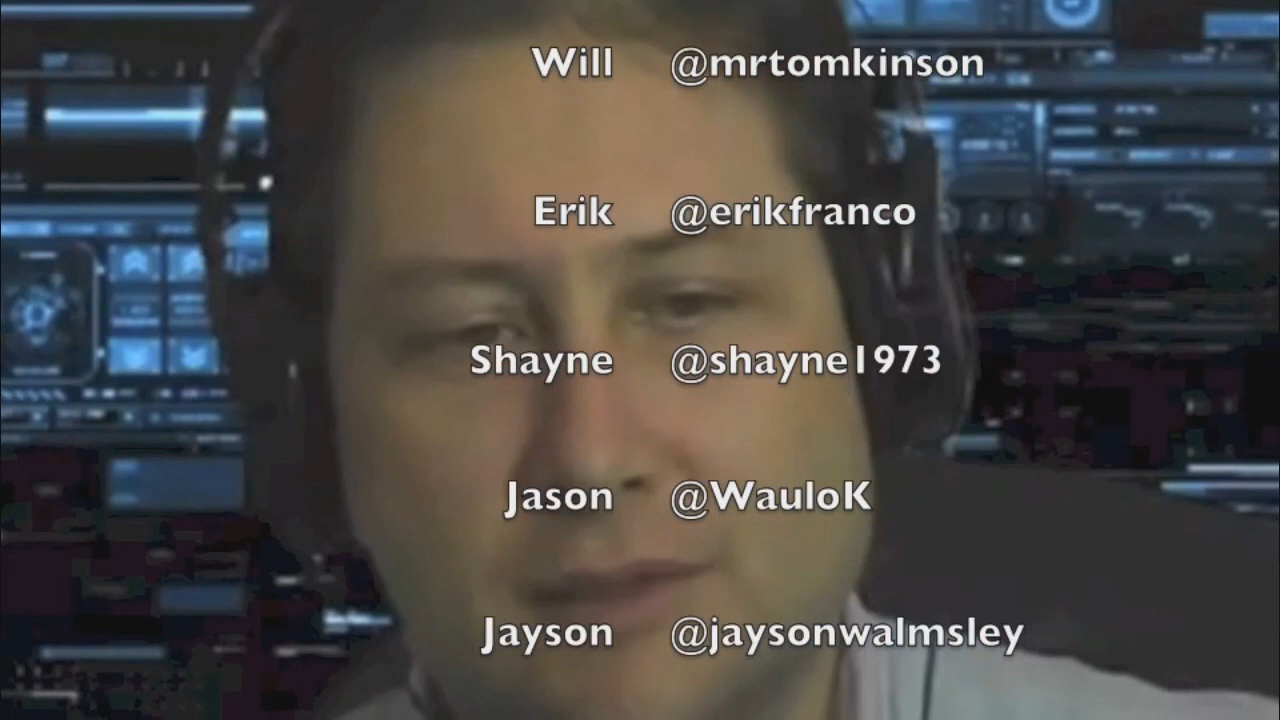 Will @mrtomkinson
Erik @erikfranco
Shayne @shayne1973
Jason @WauloK
Jayson @jaysonwalmsley